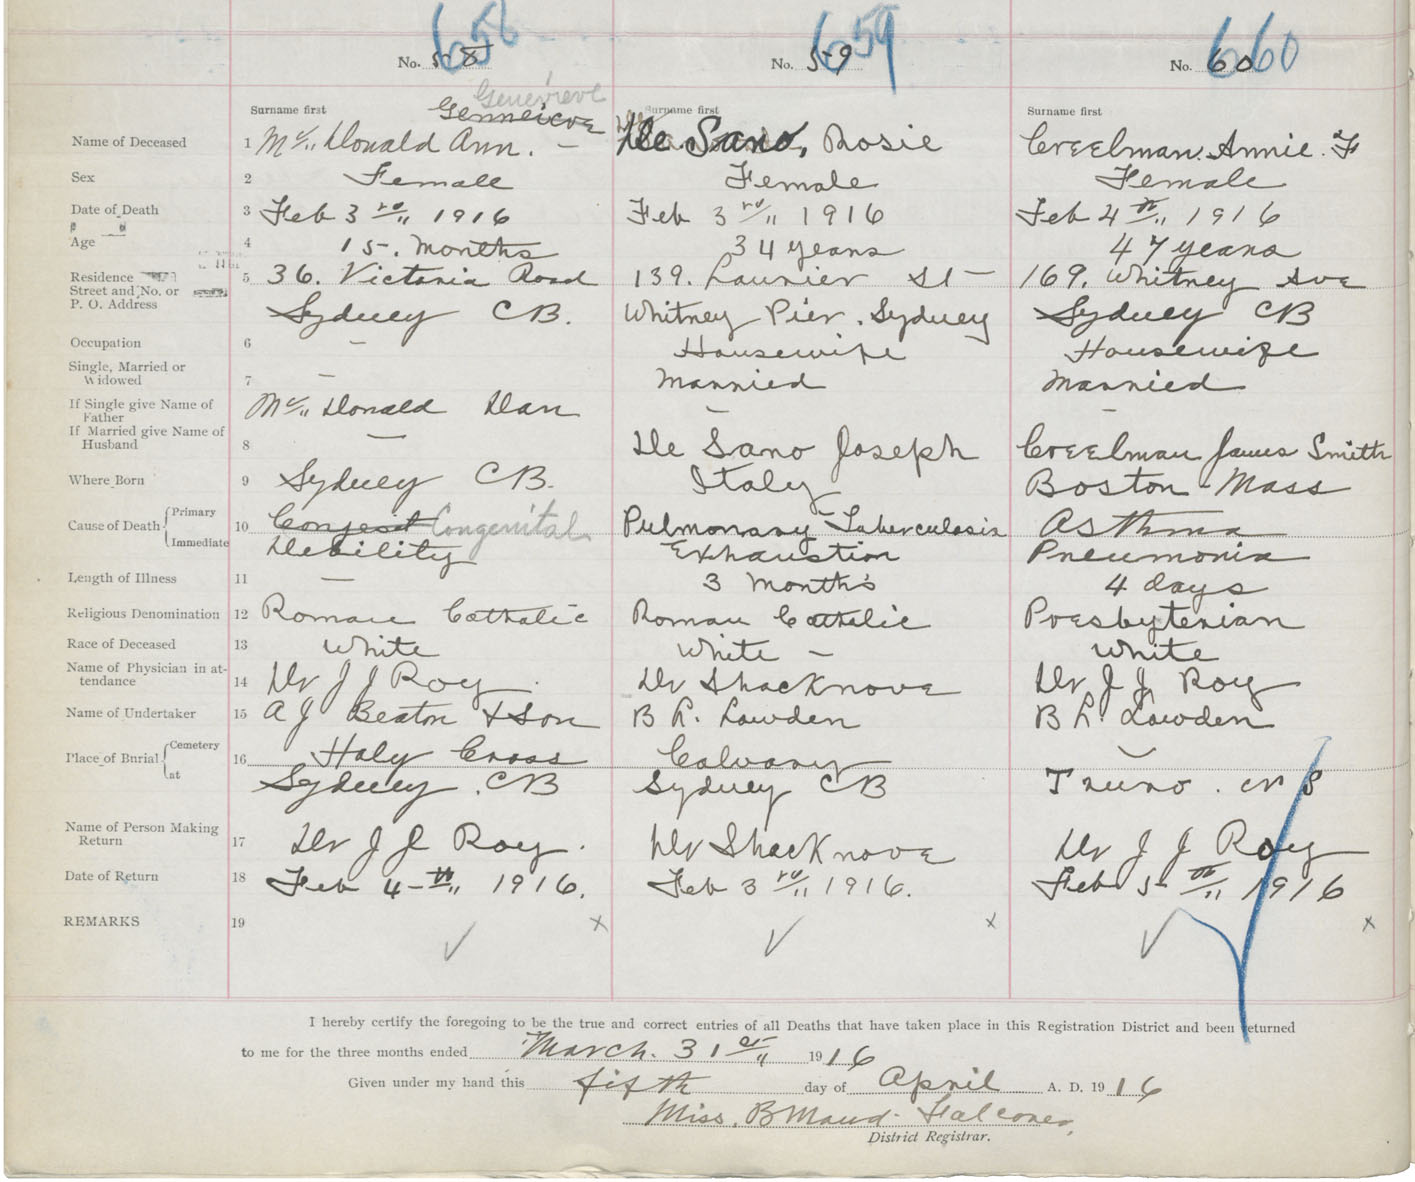 658 659 660
No. 58 No. 59 No. 60
Genevieve
Surname first Genneicve Surname first Surname first
Name of Deceased 1 Mc Donald Ann. — De Sano, Rosie Creelman. Annie. F
Sex 2 Female Female Female
Date of Death 3 Feb 3rd 1916 Feb 3rd 1916 Feb 4th 1916
Age 4 15. Months 34 years 47 years
Residence 5 36. Victoria Road 139. Laurier St 169. Whitney Ave
Street and No. or
P. O. Address Sydney CB. Whitney Pier. Sydney Sydney CB
Occupation 6 — Housewife Housewife
Single, Married or
Widowed 7 — Married Married
If Single give Name of
Father Mc Donald Dan — —
If Married give Name of
Husband 8 — De Sano Joseph Creelman James Smith
Where Born 9 Sydney CB. Italy Boston Mass
Cause of Death Primary 10 Congest Congenital Pulmonary Tuberculosis Asthma
Immediate Debility Exhaustion Pneumonia
Length of Illness 11 — 3 Months 4 days
Religious Denomination 12 Roman Catholic Roman Catholic Presbyterian
Race of Deceased 13 White White — White
Name of Physician in at-
tendance 14 Dr J J Roy Dr Shacknove Dr J J Roy
Name of Undertaker 15 A J Beaton & Son B L. Lowden B L. Lowden
Place of Burial Cemetery 16 Holy Cross Calvary —
at Sydney. CB Sydney CB Truro. N S
Name of Person Making
Return 17 Dr J J Roy. Dr Shacknove Dr J J Roy
Date of Return 18 Feb 4th 1916. Feb 3rd 1916. Feb 5th 1916
REMARKS 19 x x x
I hereby certify the foregoing to be the true and correct entries of all Deaths that have taken place in this Registration District and been returned
to me for the three months ended March. 31st 1916
Given under my hand this fifth day of April A. D. 1916
Miss. B Maud Falconer.
District Registrar.